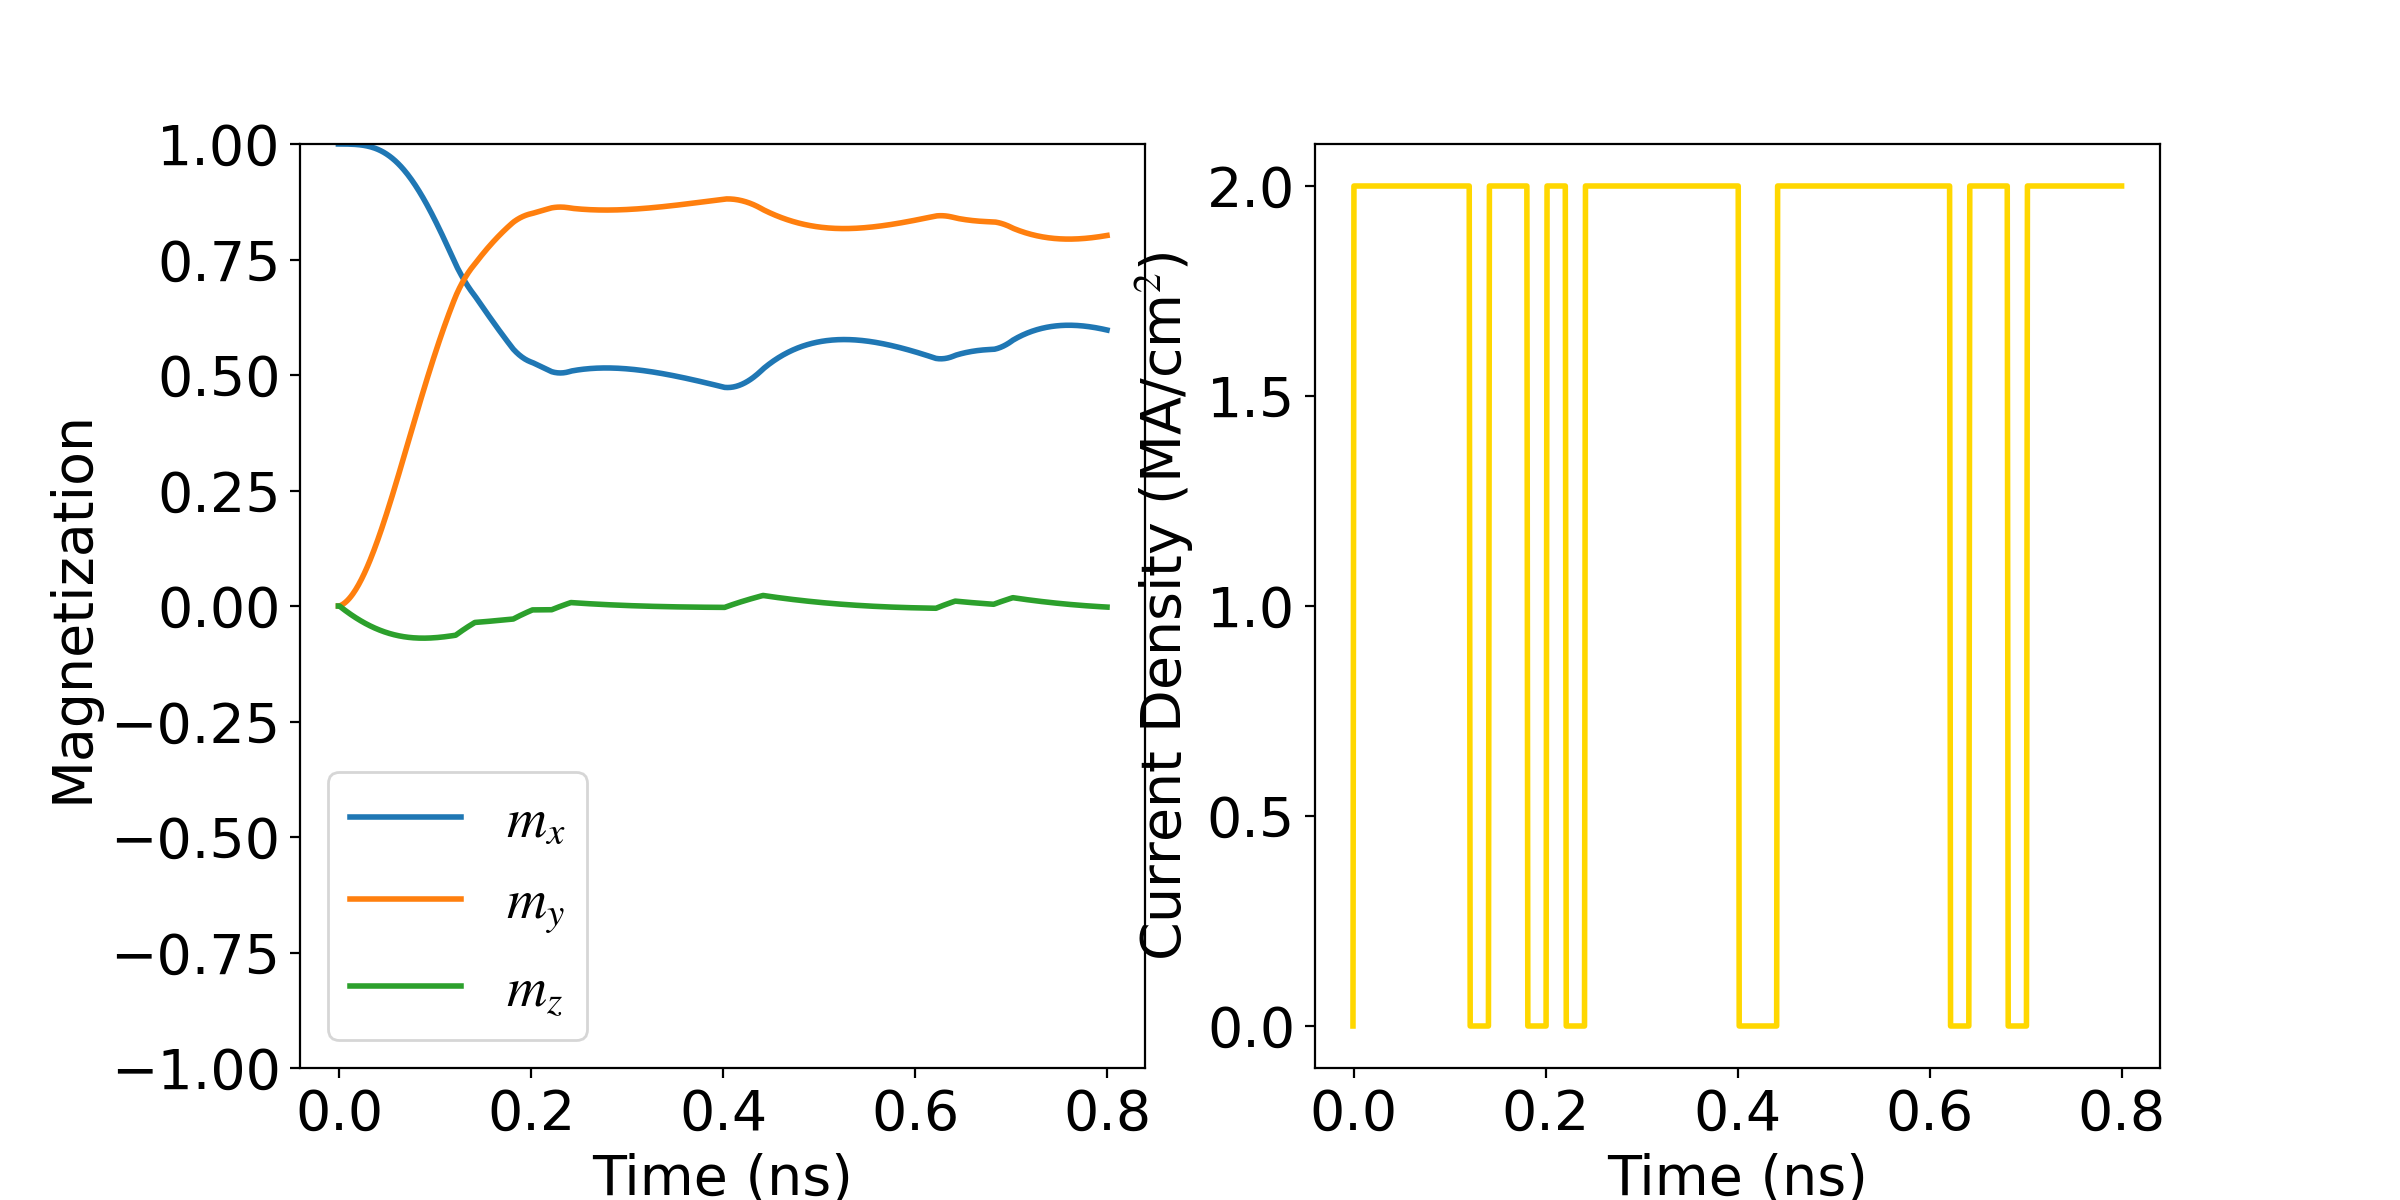 1.00
0.75
0.50
0.25
0.00
−0.25
−0.50
−0.75
−1.00
Magnetization
m_x
m_y
m_z
0.0 0.2 0.4 0.6 0.8
Time (ns)
2.0
1.5
1.0
0.5
0.0
Current Density (MA/cm²)
0.0 0.2 0.4 0.6 0.8
Time (ns)